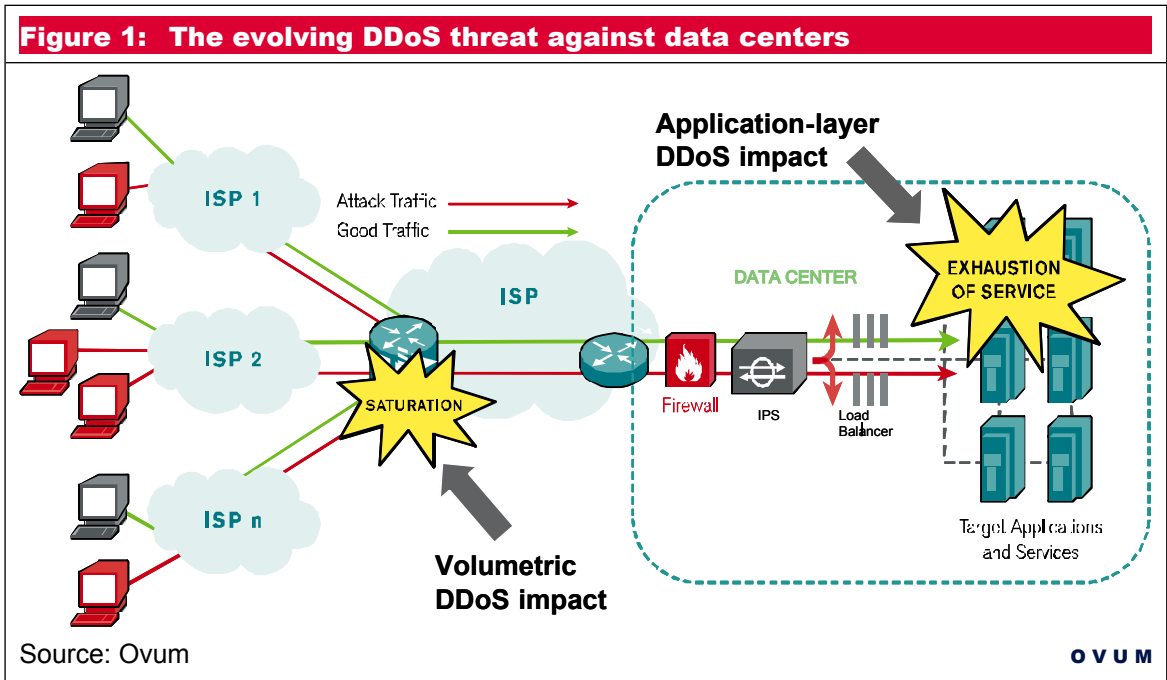 Figure 1: The evolving DDoS threat against data centers
Application-layer
DDoS impact
ISP 1
Attack Traffic
Good Traffic
ISP
DATA CENTER
EXHAUSTION
OF SERVICE
ISP 2
SATURATION
Firewall
IPS
Load
Balancer
ISP n
Target Applications
and Services
Volumetric
DDoS impact
Source: Ovum
OVUM